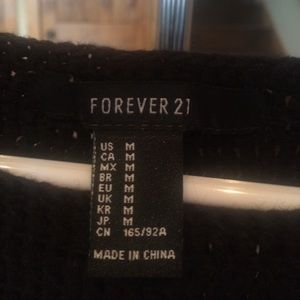 FOREVER 21
US M
CA M
MX M
BR M
EU M
UK M
KR M
JP M
CN 165/92A
MADE IN CHINA